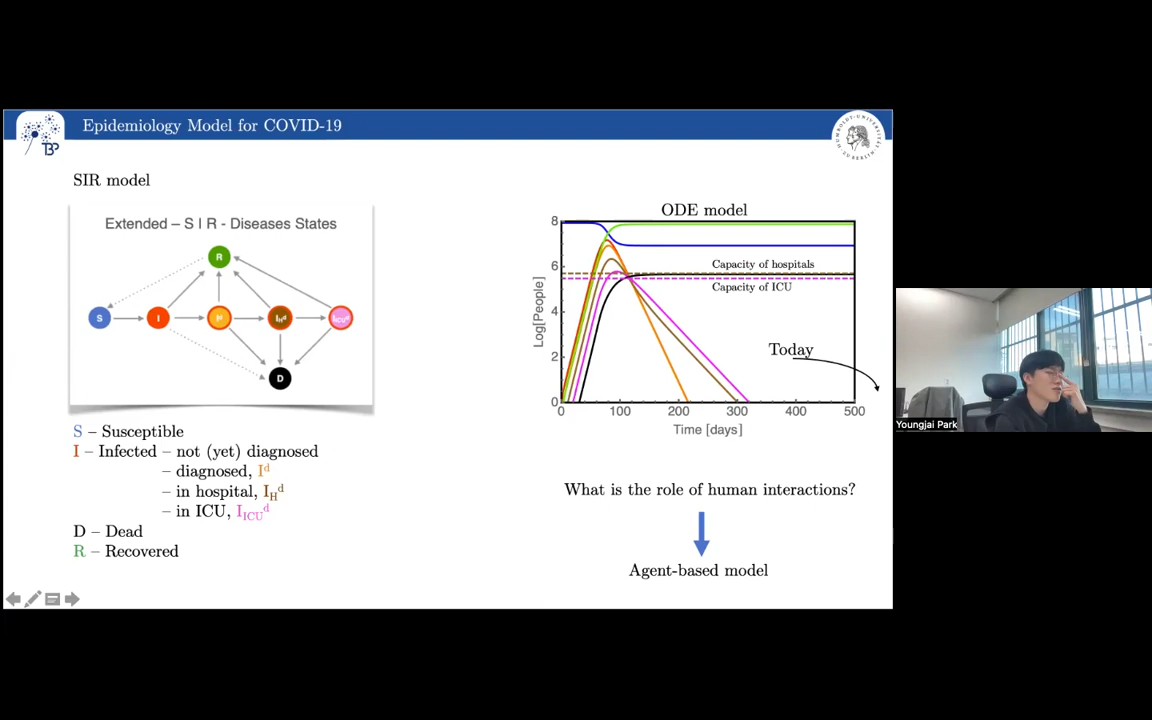 Epidemiology Model for COVID-19
TBP
SIR model
Extended – S I R - Diseases States
R
S
I
I^d
I_H^d
I_ICU^d
D
S – Susceptible
I – Infected – not (yet) diagnosed
– diagnosed, I^d
– in hospital, I_H^d
– in ICU, I_ICU^d
D – Dead
R – Recovered
ODE model
Log[People]
8
6
4
2
0
Capacity of hospitals
Capacity of ICU
Today
0 100 200 300 400 500
Time [days]
What is the role of human interactions?
Agent-based model
Youngjai Park